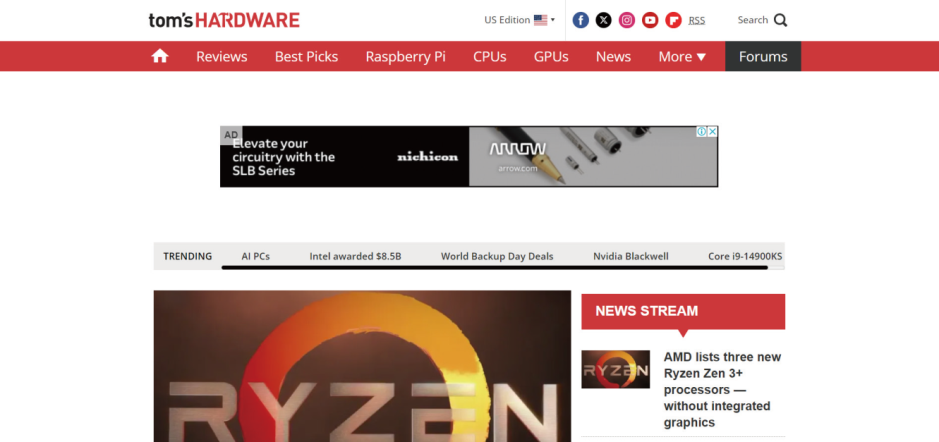 tom'sHARDWARE
US Edition
RSS
Search
Reviews
Best Picks
Raspberry Pi
CPUs
GPUs
News
More
Forums
AD
Elevate your
circuitry with the
SLB Series
nichicon
ARROW
arrow.com
TRENDING
AI PCs
Intel awarded $8.5B
World Backup Day Deals
Nvidia Blackwell
Core i9-14900KS
RYZEN
NEWS STREAM
RYZEN
AMD lists three new
Ryzen Zen 3+
processors —
without integrated
graphics